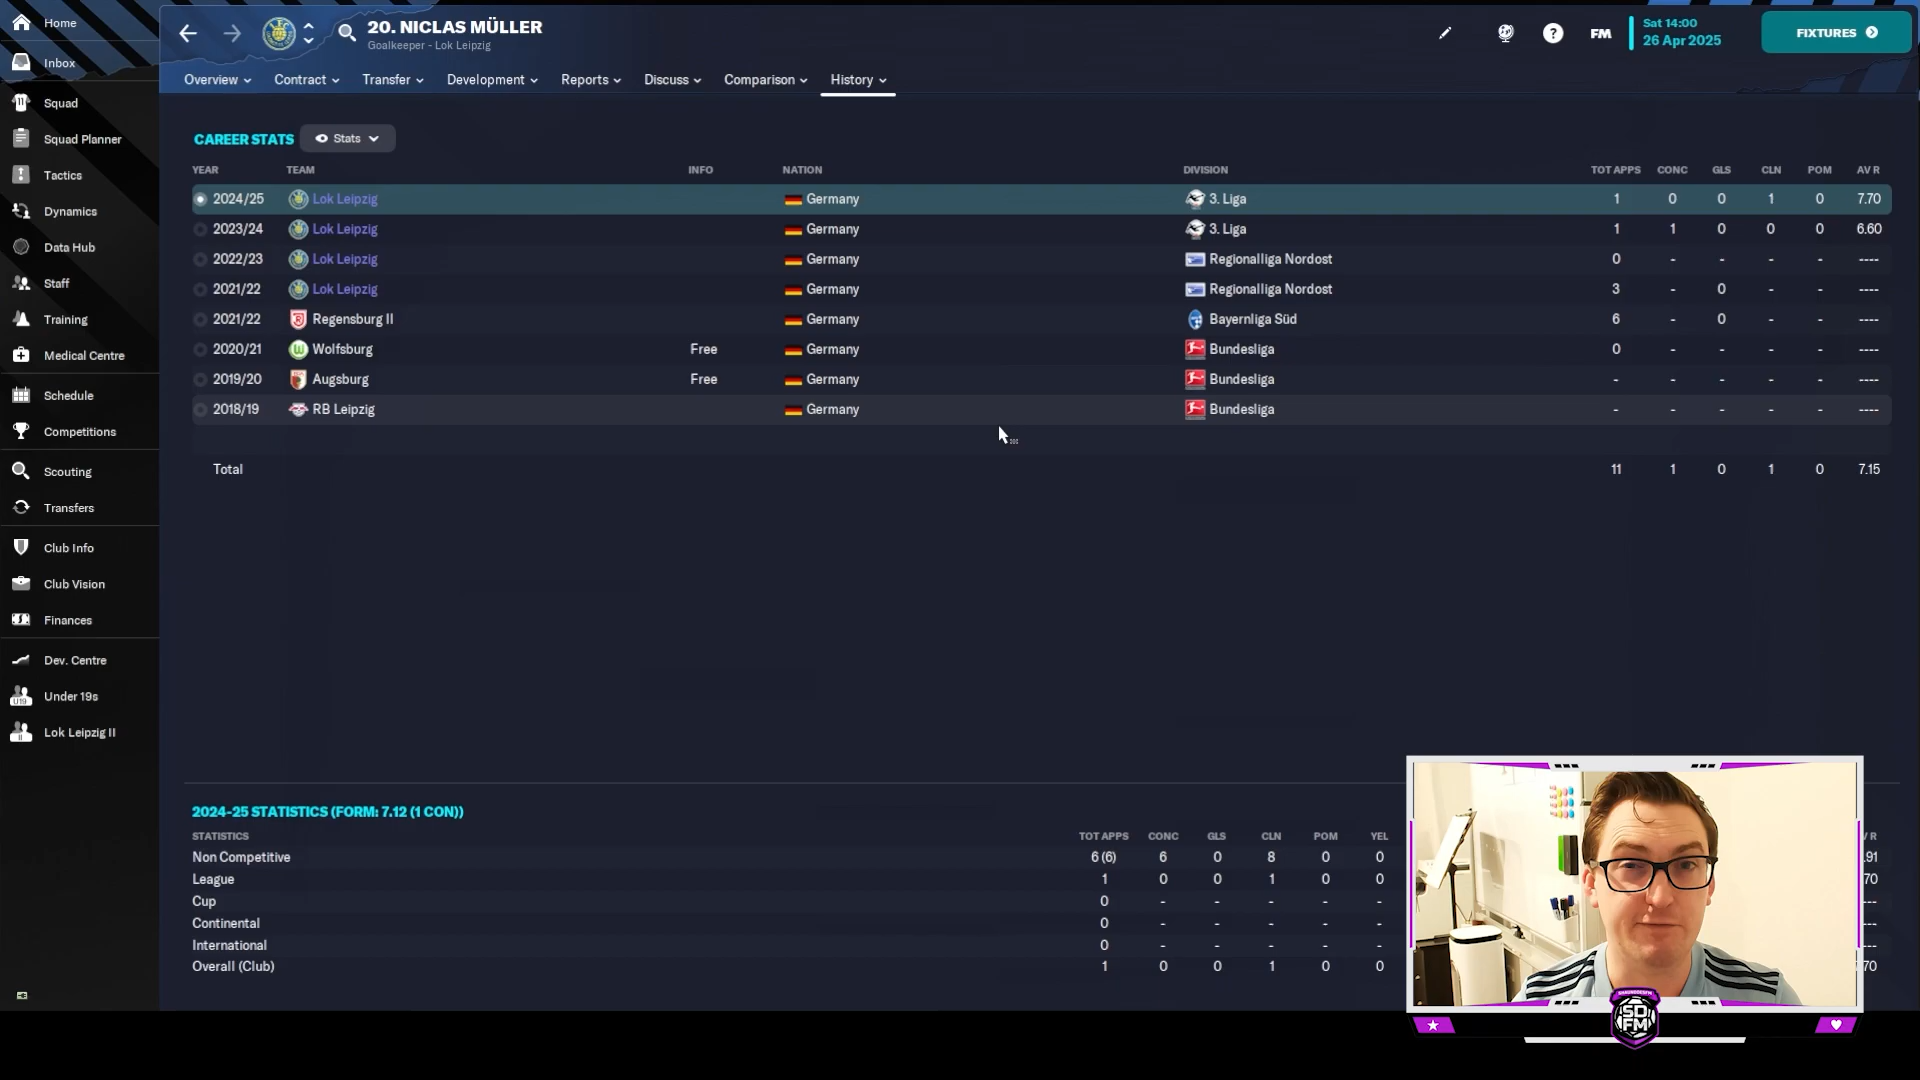 Home
Inbox
Squad
Squad Planner
Tactics
Dynamics
Data Hub
Staff
Training
Medical Centre
Schedule
Competitions
Scouting
Transfers
Club Info
Club Vision
Finances
Dev. Centre
Under 19s
Lok Leipzig II
20. NICLAS MÜLLER
Goalkeeper - Lok Leipzig
FM
Sat 14:00
26 Apr 2025
FIXTURES
Overview Contract Transfer Development Reports Discuss Comparison History
CAREER STATS Stats
YEAR TEAM INFO NATION DIVISION TOT APPS CONC GLS CLN POM AV R
2024/25 Lok Leipzig Germany 3. Liga 1 0 0 1 0 7.70
2023/24 Lok Leipzig Germany 3. Liga 1 1 0 0 0 6.60
2022/23 Lok Leipzig Germany Regionalliga Nordost 0 - - - - ----
2021/22 Lok Leipzig Germany Regionalliga Nordost 3 - 0 - - ----
2021/22 Regensburg II Germany Bayernliga Süd 6 - 0 - - ----
2020/21 Wolfsburg Free Germany Bundesliga 0 - - - - ----
2019/20 Augsburg Free Germany Bundesliga - - - - - ----
2018/19 RB Leipzig Germany Bundesliga - - - - - ----
Total 11 1 0 1 0 7.15
2024-25 STATISTICS (FORM: 7.12 (1 CON))
STATISTICS TOT APPS CONC GLS CLN POM YEL
Non Competitive 6 (6) 6 0 8 0 0 .91
League 1 0 0 1 0 0 70
Cup 0 - - - - - ---
Continental 0 - - - - - ---
International 0 - - - - - ---
Overall (Club) 1 0 0 1 0 0 70
SD
FM